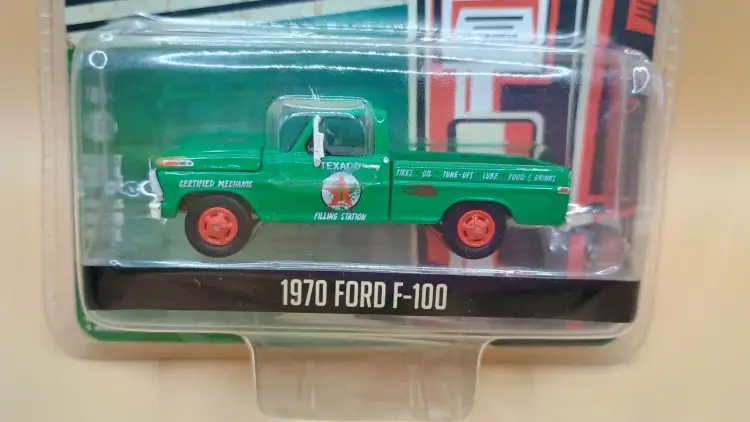 TEXACO
CERTIFIED MECHANIC
FILLING STATION
TIRES OIL TUNE-UPS LUBE FOOD & DRINKS
1970 FORD F-100